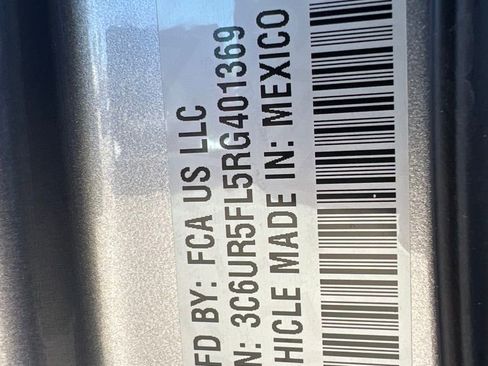 FD BY: FCA US LLC
N: 3C6UR5FL5RG401369
HICLE MADE IN: MEXICO